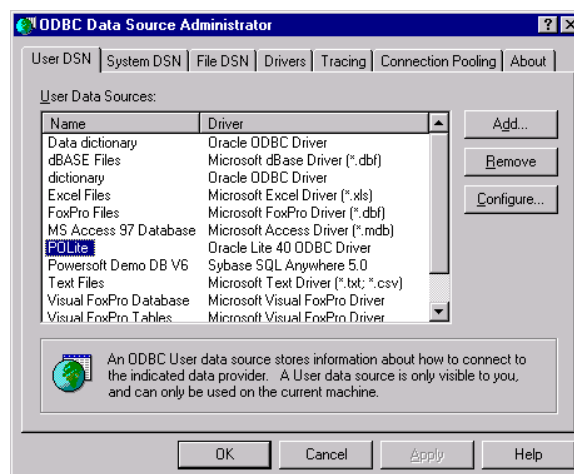 ODBC Data Source Administrator
User DSN System DSN File DSN Drivers Tracing Connection Pooling About
User Data Sources:
Name Driver
Data dictionary Oracle ODBC Driver
dBASE Files Microsoft dBase Driver (*.dbf)
dictionary Oracle ODBC Driver
Excel Files Microsoft Excel Driver (*.xls)
FoxPro Files Microsoft FoxPro Driver (*.dbf)
MS Access 97 Database Microsoft Access Driver (*.mdb)
POLite Oracle Lite 40 ODBC Driver
Powersoft Demo DB V6 Sybase SQL Anywhere 5.0
Text Files Microsoft Text Driver (*.txt; *.csv)
Visual FoxPro Database Microsoft Visual FoxPro Driver
Visual FoxPro Tables Microsoft Visual FoxPro Driver
Add...
Remove
Configure...
An ODBC User data source stores information about how to connect to
the indicated data provider. A User data source is only visible to you,
and can only be used on the current machine.
OK Cancel Apply Help